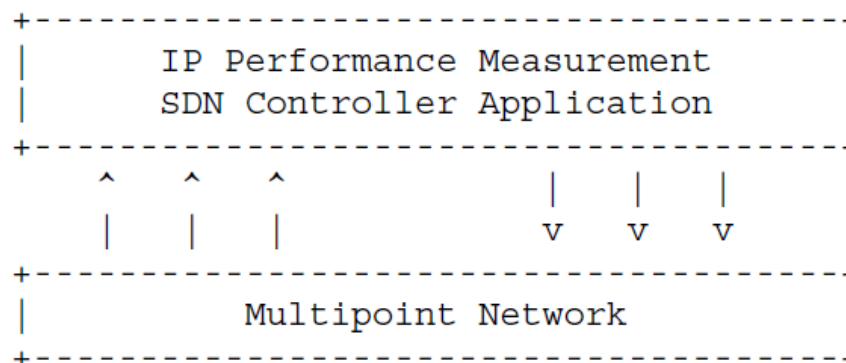 IP Performance Measurement
SDN Controller Application
Multipoint Network